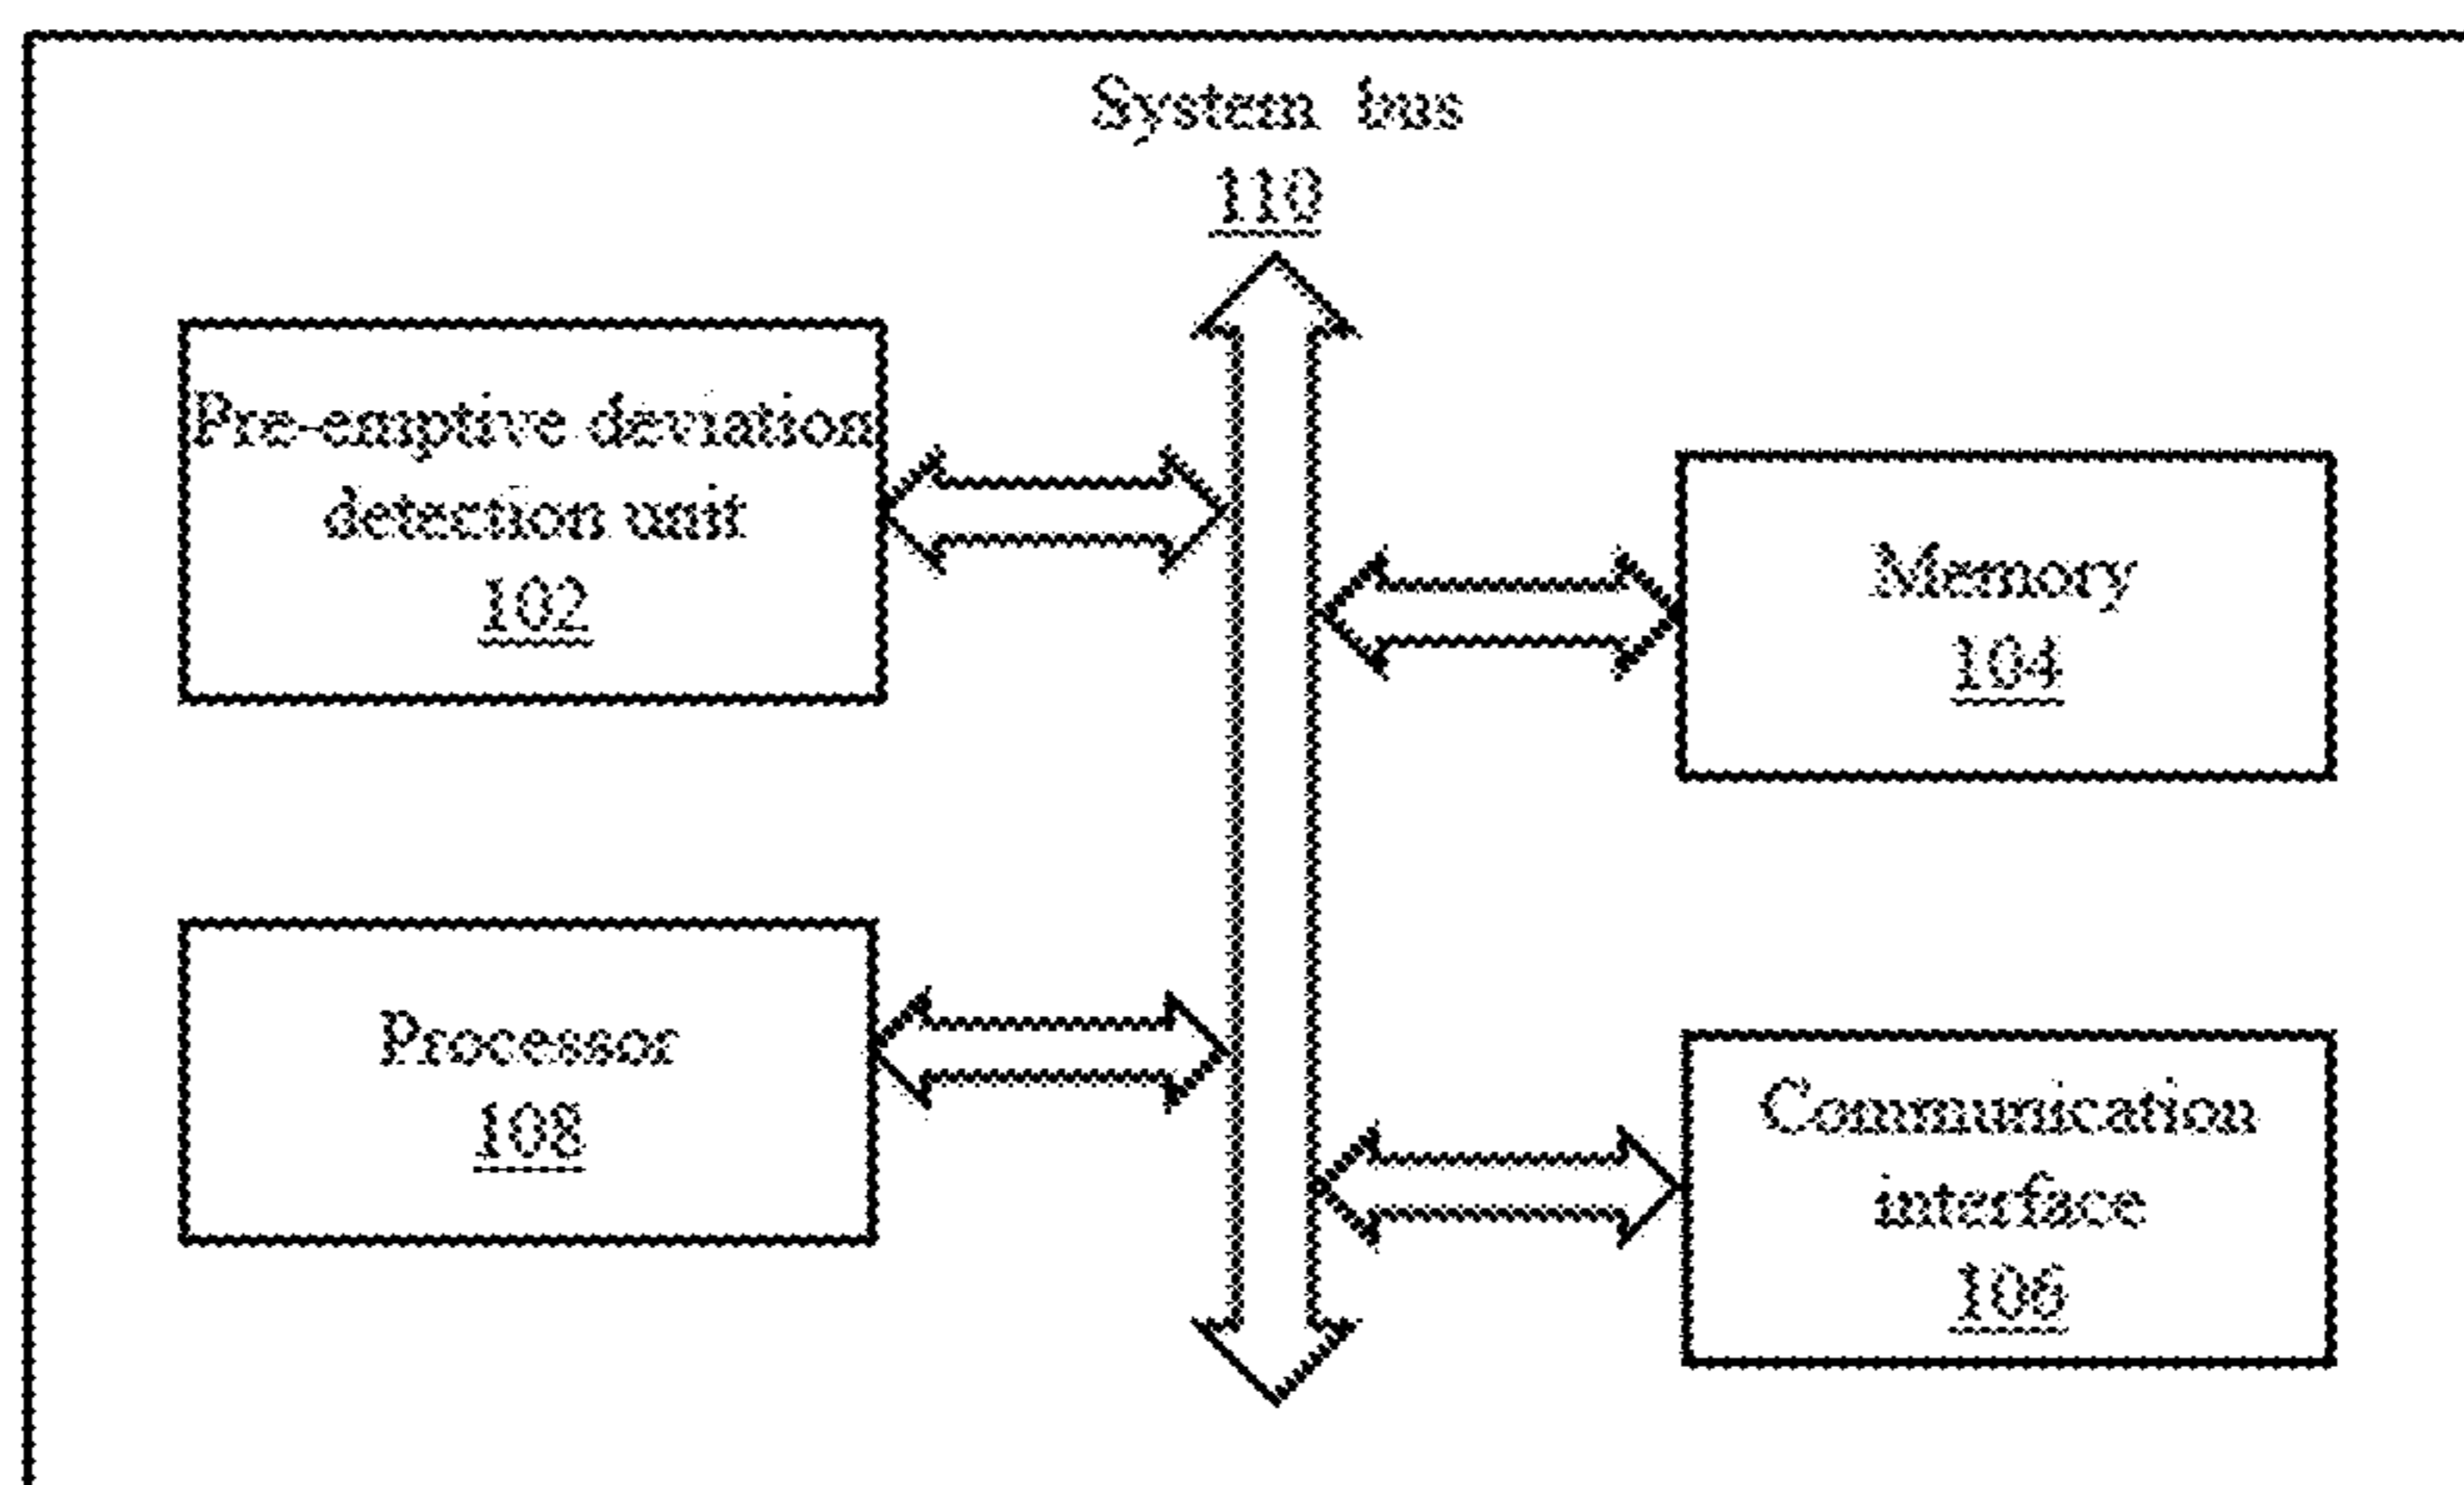 System bus
110
Pre-emptive deviation
detection unit
102
Memory
104
Processor
108
Communication
interface
106